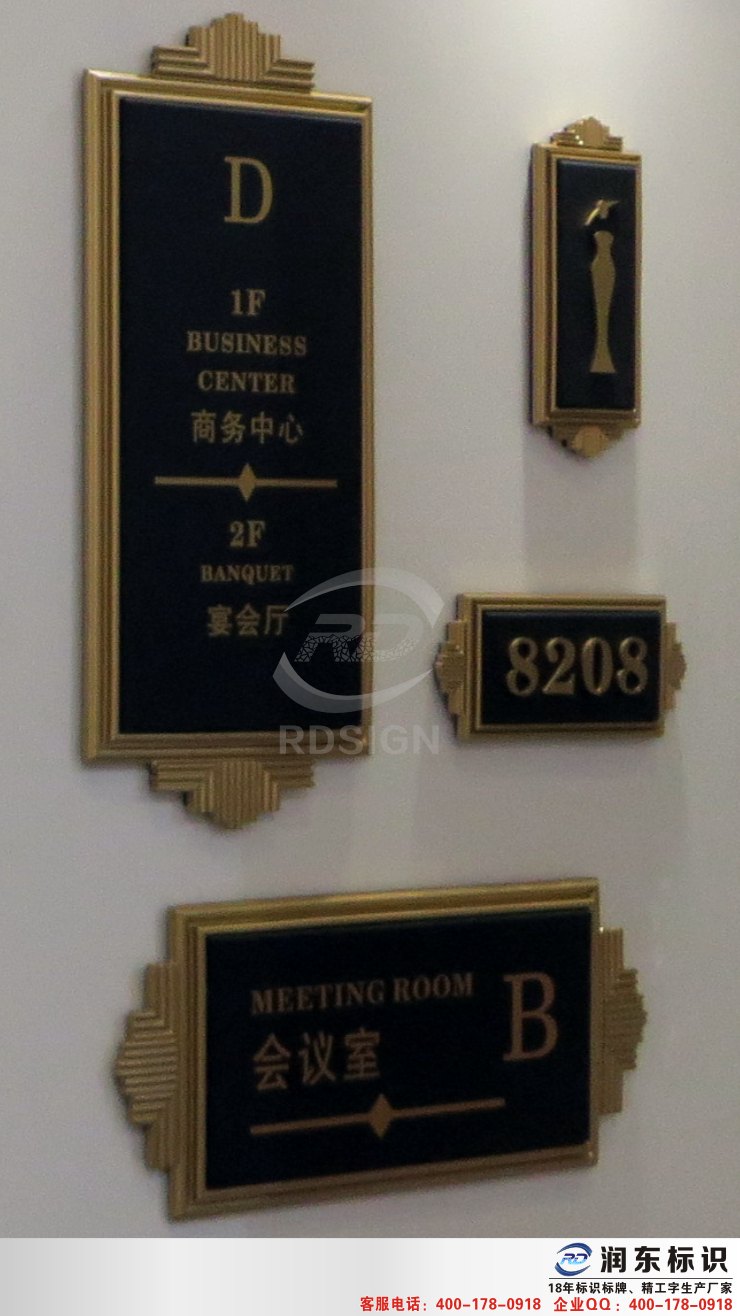 D
1F
BUSINESS
CENTER
商务中心
2F
BANQUET
宴会厅
8208
RD
RDSIGN
MEETING ROOM
会议室
B
RD 润东标识
18年标识标牌、精工字生产厂家
客服电话：400-178-0918 企业QQ：400-178-0918